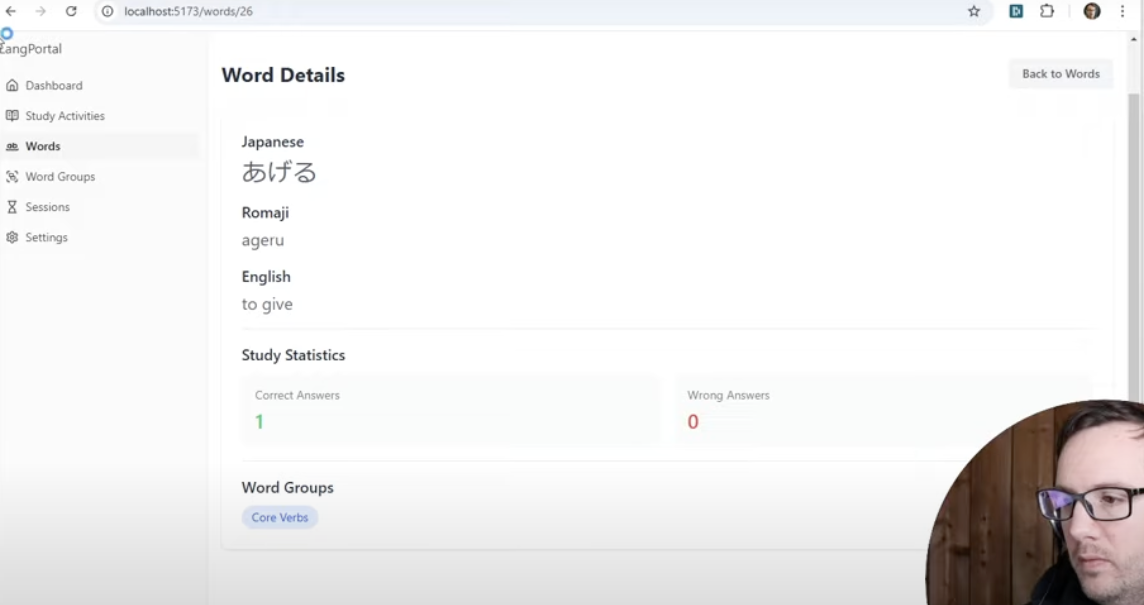 localhost:5173/words/26
LangPortal
Dashboard
Study Activities
Words
Word Groups
Sessions
Settings
Word Details
Back to Words
Japanese
あげる
Romaji
ageru
English
to give
Study Statistics
Correct Answers
1
Wrong Answers
0
Word Groups
Core Verbs